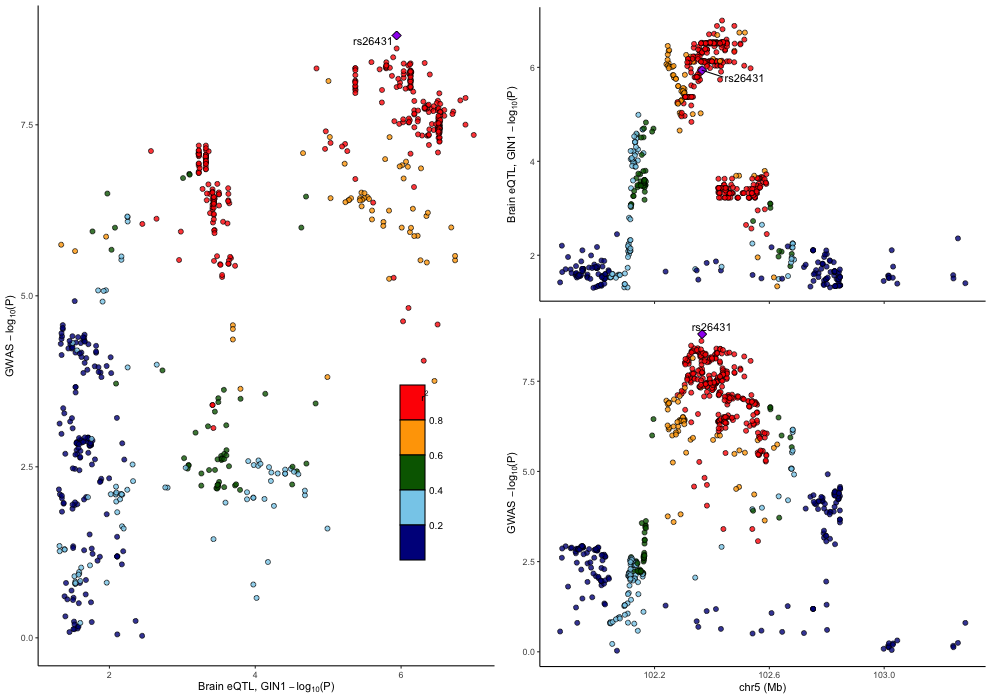 rs26431
7.5
5.0
2.5
0.0
GWAS − log10(P)
2
4
6
Brain eQTL, GIN1 − log10(P)
r2
0.8
0.6
0.4
0.2
rs26431
6
4
2
Brain eQTL, GIN1 − log10(P)
rs26431
7.5
5.0
2.5
0.0
GWAS − log10(P)
102.2
102.6
103.0
chr5 (Mb)